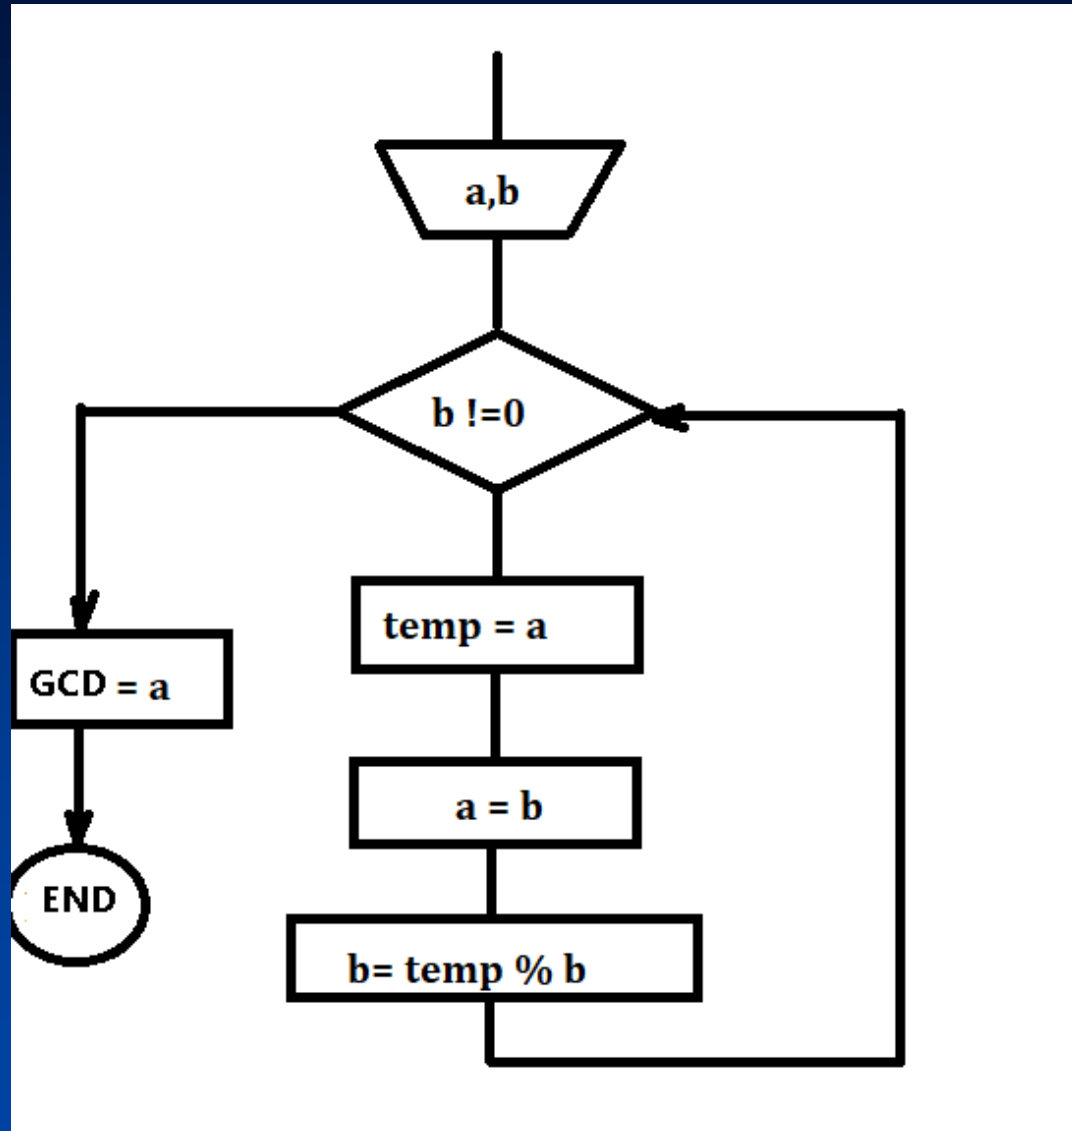 a,b
b !=0
temp = a
GCD = a
a = b
END
b= temp % b